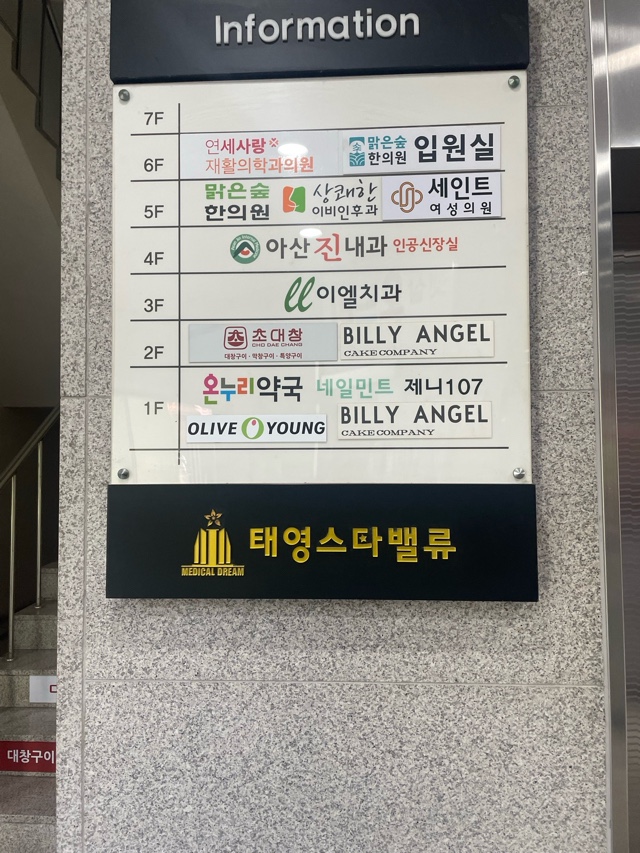 Information
7F
6F
연세사랑
재활의학과의원
맑은숲
한의원 입원실
5F
맑은숲
한의원
상쾌한
이비인후과
세인트
여성의원
4F
아산진내과 인공신장실
3F
이엘치과
2F
초대창
CHO DAE CHANG
대창구이 · 막창구이 · 특양구이
BILLY ANGEL
CAKE COMPANY
1F
온누리약국 네일민트 제니107
OLIVE YOUNG
BILLY ANGEL
CAKE COMPANY
MEDICAL DREAM
태영스타밸류
대창구이